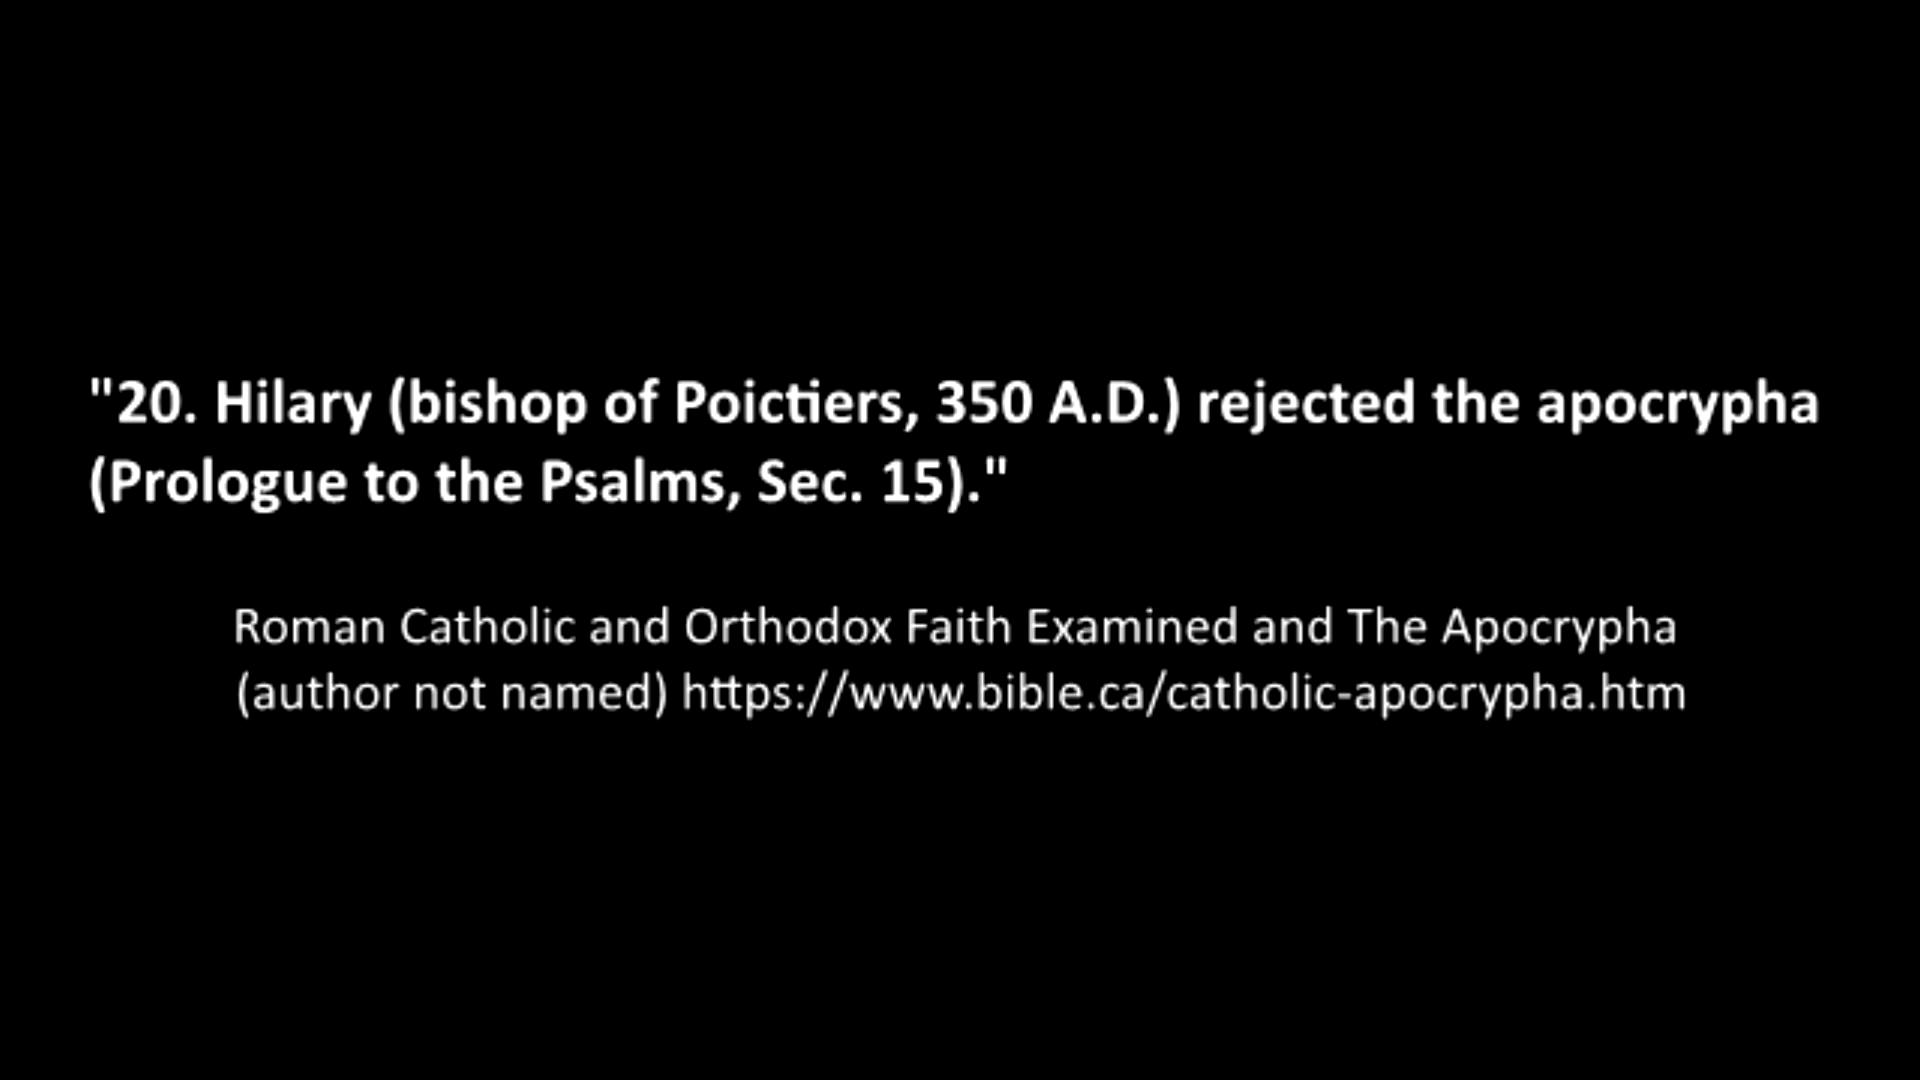 "20. Hilary (bishop of Poictiers, 350 A.D.) rejected the apocrypha
(Prologue to the Psalms, Sec. 15)."
Roman Catholic and Orthodox Faith Examined and The Apocrypha
(author not named) https://www.bible.ca/catholic-apocrypha.htm